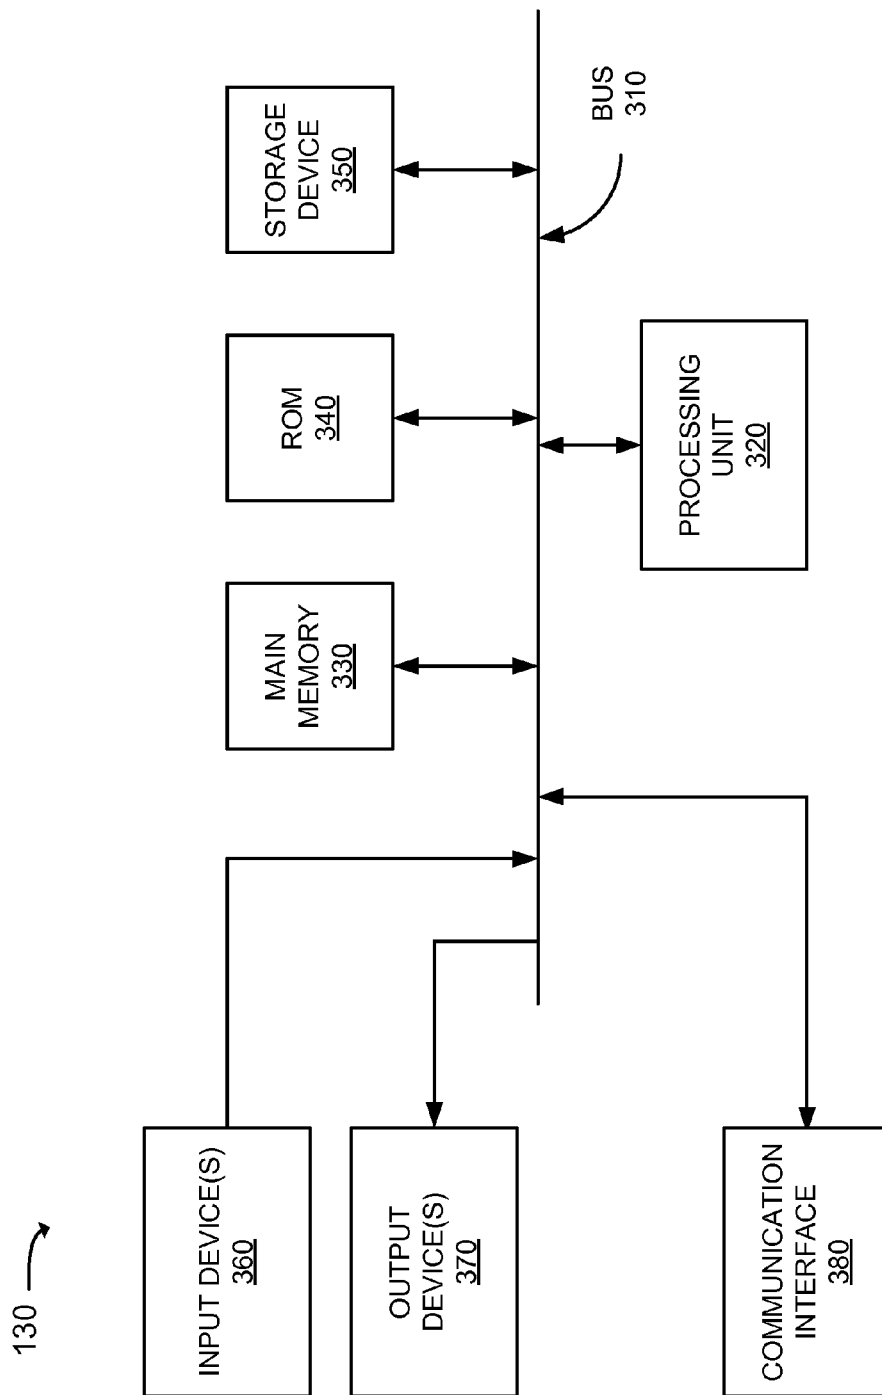 130
MAIN
MEMORY
330
ROM
340
STORAGE
DEVICE
350
INPUT DEVICE(S)
360
OUTPUT
DEVICE(S)
370
BUS
310
PROCESSING
UNIT
320
COMMUNICATION
INTERFACE
380